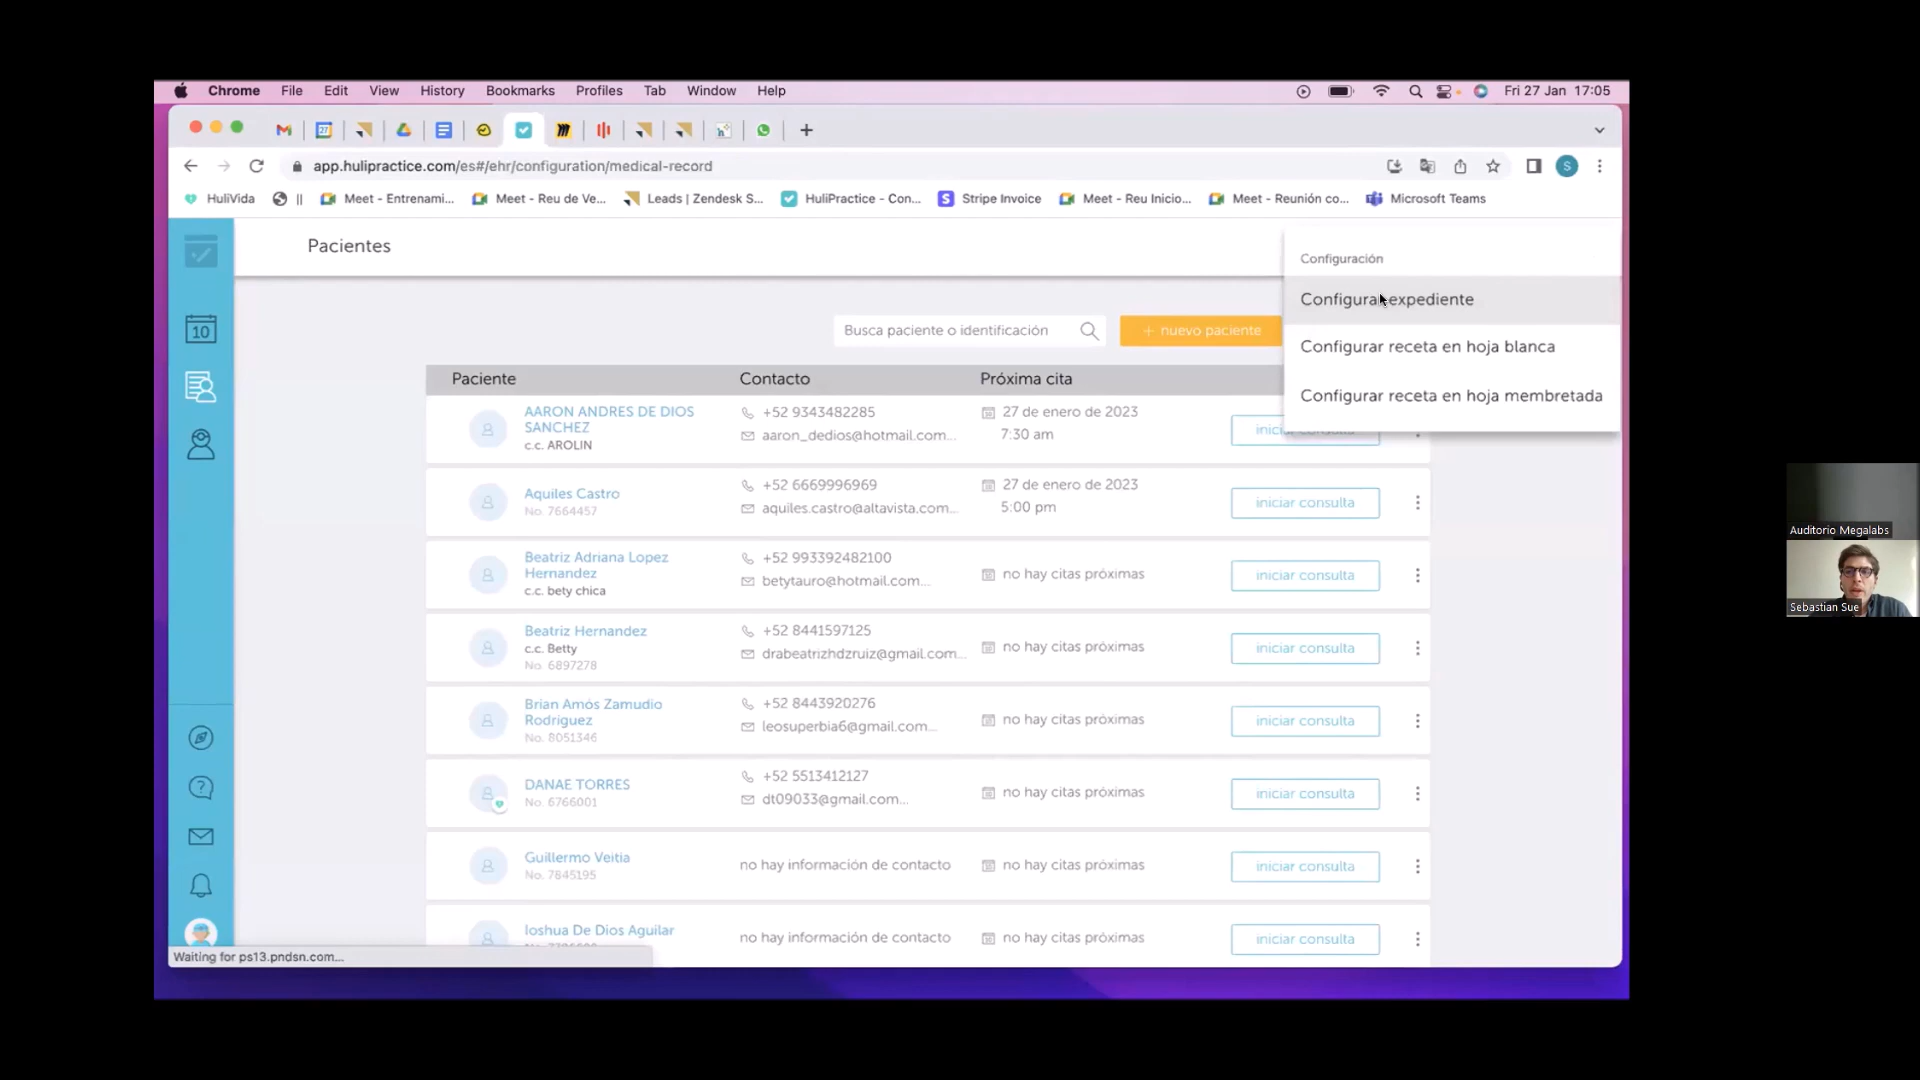 Chrome File Edit View History Bookmarks Profiles Tab Window Help Fri 27 Jan 17:05
app.hulipractice.com/es#/ehr/configuration/medical-record S
HuliVida || Meet - Entrenami... Meet - Reu de Ve... Leads | Zendesk S... HuliPractice - Con... S Stripe Invoice Meet - Reu Inicio... Meet - Reunión co... Microsoft Teams
Pacientes
Configuración
Configurar expediente
Configurar receta en hoja blanca
Configurar receta en hoja membretada
10
Busca paciente o identificación
+ nuevo paciente
Paciente Contacto Próxima cita
AARON ANDRES DE DIOS
SANCHEZ
c.c. AROLIN
+52 9343482285
aaron_dedios@hotmail.com...
27 de enero de 2023
7:30 am
Aquiles Castro
No. 7664457
+52 6669996969
aquiles.castro@altavista.com...
27 de enero de 2023
5:00 pm
iniciar consulta
Beatriz Adriana Lopez
Hernandez
c.c. bety chica
+52 993392482100
betytauro@hotmail.com...
no hay citas próximas
iniciar consulta
Beatriz Hernandez
c.c. Betty
No. 6897278
+52 8441597125
drabeatrizhdzruiz@gmail.com...
no hay citas próximas
iniciar consulta
Brian Amós Zamudio
Rodriguez
No. 8051346
+52 8443920276
leosuperbia6@gmail.com...
no hay citas próximas
iniciar consulta
DANAE TORRES
No. 6766001
+52 5513412127
dt09033@gmail.com...
no hay citas próximas
iniciar consulta
Guillermo Veitia
No. 7845195
no hay información de contacto
no hay citas próximas
iniciar consulta
Ioshua De Dios Aguilar
no hay información de contacto
no hay citas próximas
iniciar consulta
Waiting for ps13.pndsn.com...
Auditorio Megalabs
Sebastian Sue